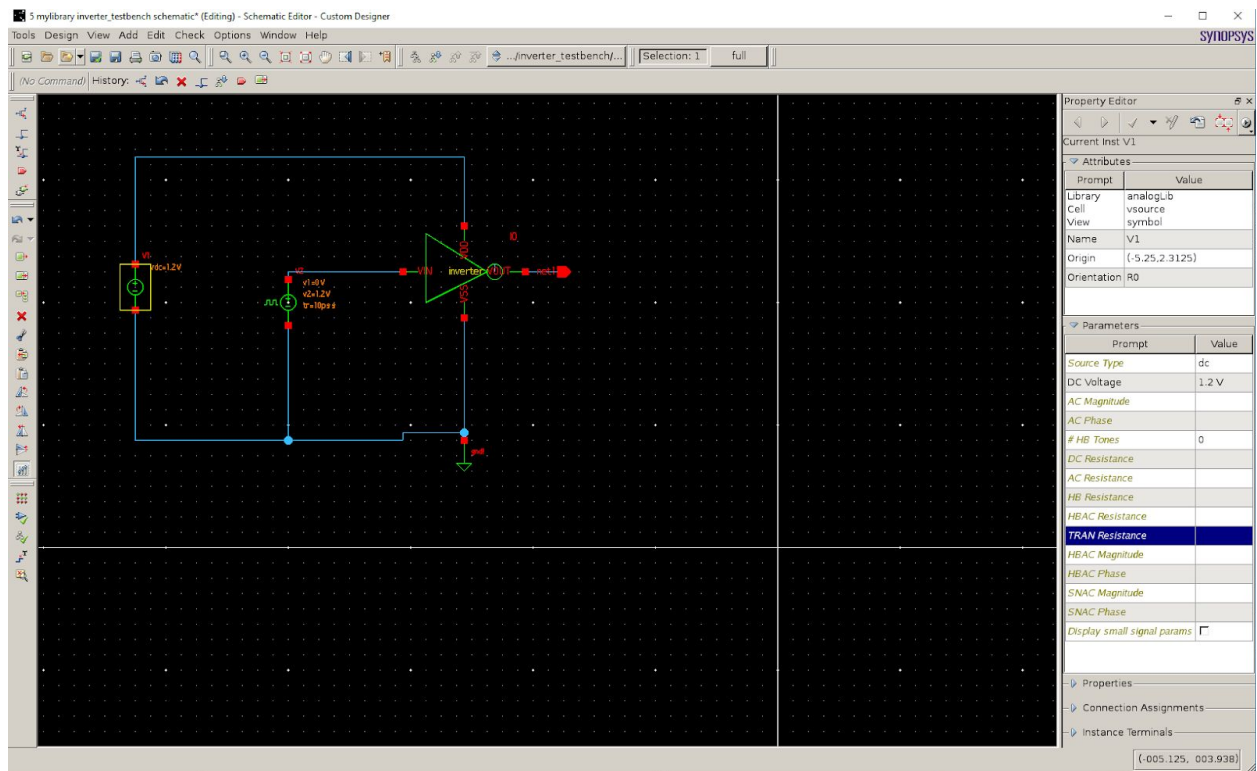 5 mylibrary inverter_testbench schematic* (Editing) - Schematic Editor - Custom Designer
Tools Design View Add Edit Check Options Window Help
SYNOPSYS
.../inverter_testbench/...
Selection: 1
full
(No Command) History:
V1
vdc=1.2V
v1=0V
v2=1.2V
tr=10ps
VDD
VIN
inverter
VOUT
VSS
Property Editor
Current Inst V1
Attributes
Prompt Value
Library analogLib
Cell vsource
View symbol
Name V1
Origin (-5.25,2.3125)
Orientation R0
Parameters
Prompt Value
Source Type dc
DC Voltage 1.2 V
AC Magnitude
AC Phase
# HB Tones 0
DC Resistance
AC Resistance
HB Resistance
HBAC Resistance
TRAN Resistance
HBAC Magnitude
HBAC Phase
SNAC Magnitude
SNAC Phase
Display small signal params
Properties
Connection Assignments
Instance Terminals
(-005.125, 003.938)